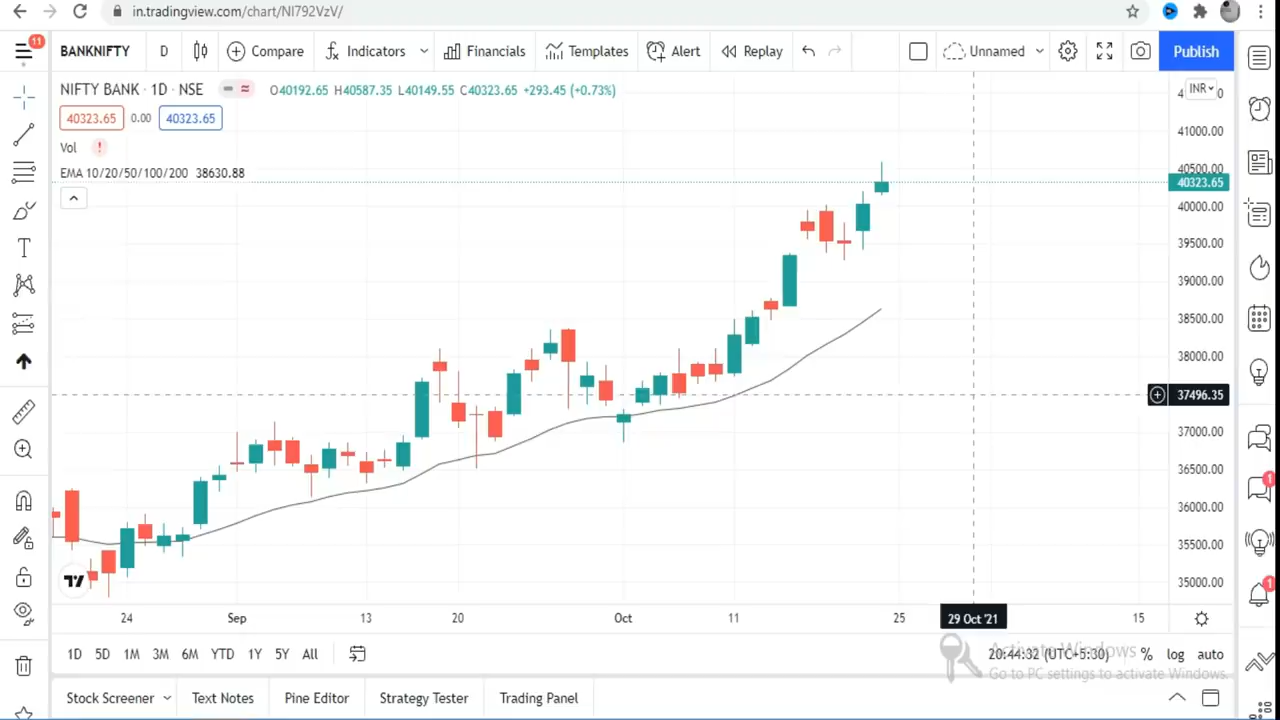 in.tradingview.com/chart/NI792VzV/
11
BANKNIFTY D Compare Indicators Financials Templates Alert Replay Unnamed Publish
NIFTY BANK · 1D · NSE O40192.65 H40587.35 L40149.55 C40323.65 +293.45 (+0.73%)
INR
40323.65 0.00 40323.65
Vol !
EMA 10/20/50/100/200 38630.88
41000.00
40500.00
40323.65
40000.00
39500.00
39000.00
38500.00
38000.00
37496.35
37000.00
36500.00
36000.00
35500.00
35000.00
1
1
24 Sep 13 20 Oct 11 25 29 Oct '21 15
1D 5D 1M 3M 6M YTD 1Y 5Y All 20:44:32 (UTC+5:30) % log auto
Activate Windows
Go to PC settings to activate Windows.
Stock Screener Text Notes Pine Editor Strategy Tester Trading Panel